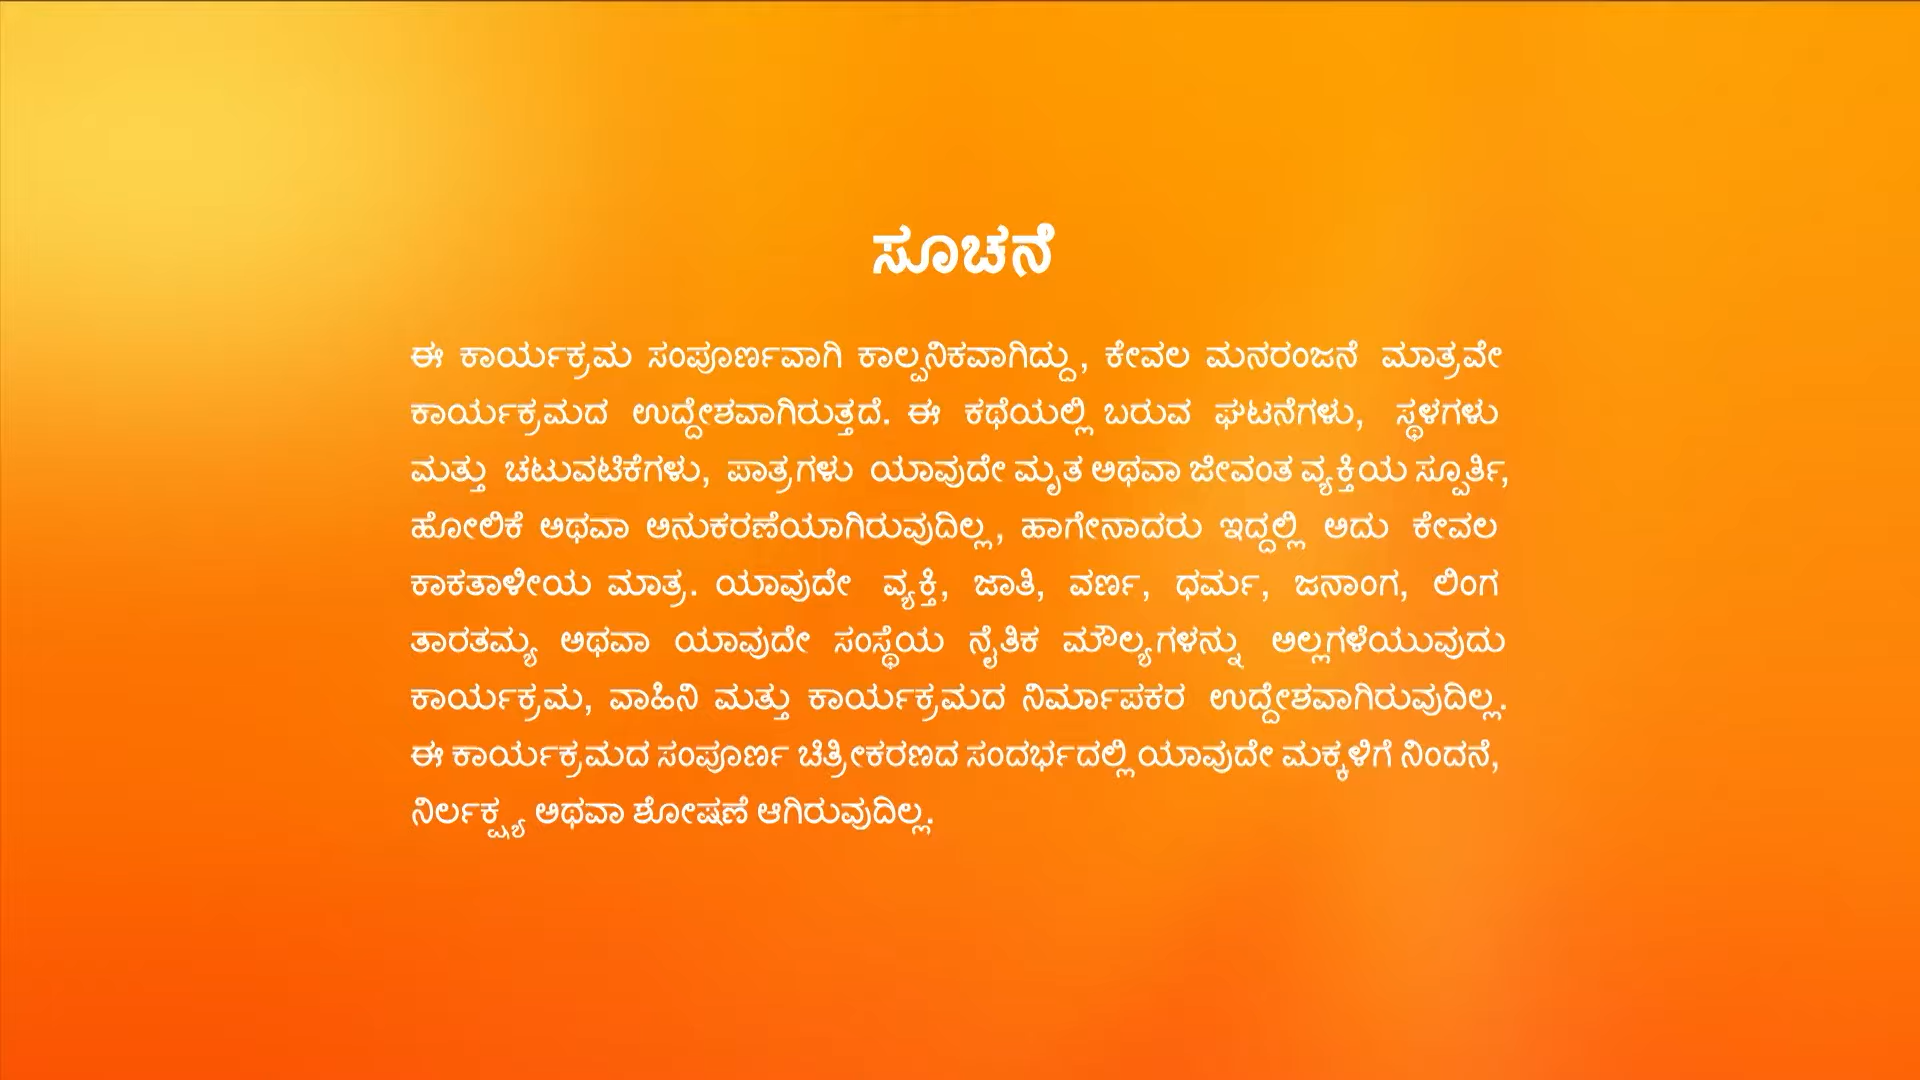 ಸೂಚನೆ
ಈ ಕಾರ್ಯಕ್ರಮ ಸಂಪೂರ್ಣವಾಗಿ ಕಾಲ್ಪನಿಕವಾಗಿದ್ದು, ಕೇವಲ ಮನರಂಜನೆ ಮಾತ್ರವೇ
ಕಾರ್ಯಕ್ರಮದ ಉದ್ದೇಶವಾಗಿರುತ್ತದೆ. ಈ ಕಥೆಯಲ್ಲಿ ಬರುವ ಘಟನೆಗಳು, ಸ್ಥಳಗಳು
ಮತ್ತು ಚಟುವಟಿಕೆಗಳು, ಪಾತ್ರಗಳು ಯಾವುದೇ ಮೃತ ಅಥವಾ ಜೀವಂತ ವ್ಯಕ್ತಿಯ ಸ್ಪೂರ್ತಿ,
ಹೋಲಿಕೆ ಅಥವಾ ಅನುಕರಣೆಯಾಗಿರುವುದಿಲ್ಲ, ಹಾಗೇನಾದರು ಇದ್ದಲ್ಲಿ ಅದು ಕೇವಲ
ಕಾಕತಾಳೀಯ ಮಾತ್ರ. ಯಾವುದೇ ವ್ಯಕ್ತಿ, ಜಾತಿ, ವರ್ಣ, ಧರ್ಮ, ಜನಾಂಗ, ಲಿಂಗ
ತಾರತಮ್ಯ ಅಥವಾ ಯಾವುದೇ ಸಂಸ್ಥೆಯ ನೈತಿಕ ಮೌಲ್ಯಗಳನ್ನು ಅಲ್ಲಗಳೆಯುವುದು
ಕಾರ್ಯಕ್ರಮ, ವಾಹಿನಿ ಮತ್ತು ಕಾರ್ಯಕ್ರಮದ ನಿರ್ಮಾಪಕರ ಉದ್ದೇಶವಾಗಿರುವುದಿಲ್ಲ.
ಈ ಕಾರ್ಯಕ್ರಮದ ಸಂಪೂರ್ಣ ಚಿತ್ರೀಕರಣದ ಸಂದರ್ಭದಲ್ಲಿ ಯಾವುದೇ ಮಕ್ಕಳಿಗೆ ನಿಂದನೆ,
ನಿರ್ಲಕ್ಷ್ಯ ಅಥವಾ ಶೋಷಣೆ ಆಗಿರುವುದಿಲ್ಲ.